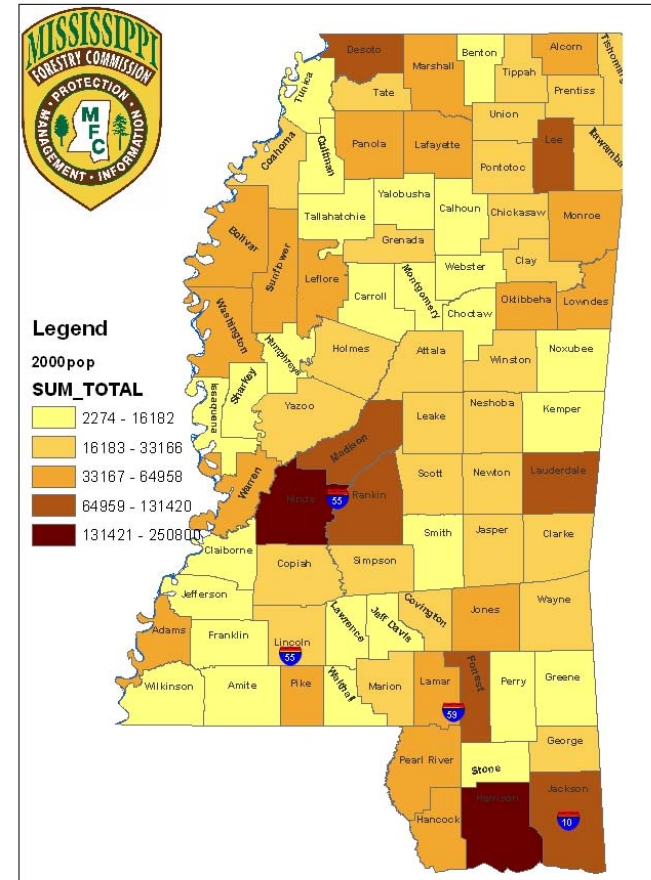 MISSISSIPPI
FORESTRY COMMISSION
PROTECTION
MANAGEMENT · INFORMATION
M
F C
Legend
2000pop
SUM_TOTAL
2274 - 16182
16183 - 33166
33167 - 64958
64959 - 131420
131421 - 250800
Desoto
Marshall
Benton
Tippah
Alcorn
Tunica
Tate
Prentiss
Union
Panola
Lafayette
Lee
Itawamba
Coahoma
Quitman
Pontotoc
Yalobusha
Calhoun
Chickasaw
Monroe
Tallahatchie
Bolivar
Sunflower
Grenada
Clay
Leflore
Webster
Montgomery
Carroll
Choctaw
Oktibbeha
Lowndes
Washington
Humphreys
Holmes
Attala
Winston
Noxubee
Sharkey
Issaquena
Yazoo
Leake
Neshoba
Kemper
Madison
Warren
Hinds
55
Rankin
Scott
Newton
Lauderdale
Claiborne
Copiah
Simpson
Smith
Jasper
Clarke
Jefferson
Adams
Franklin
Lincoln
55
Lawrence
Jeff Davis
Covington
Jones
Wayne
Wilkinson
Amite
Pike
Walthall
Marion
Lamar
59
Forrest
Perry
Greene
George
Pearl River
Stone
Hancock
Harrison
Jackson
10